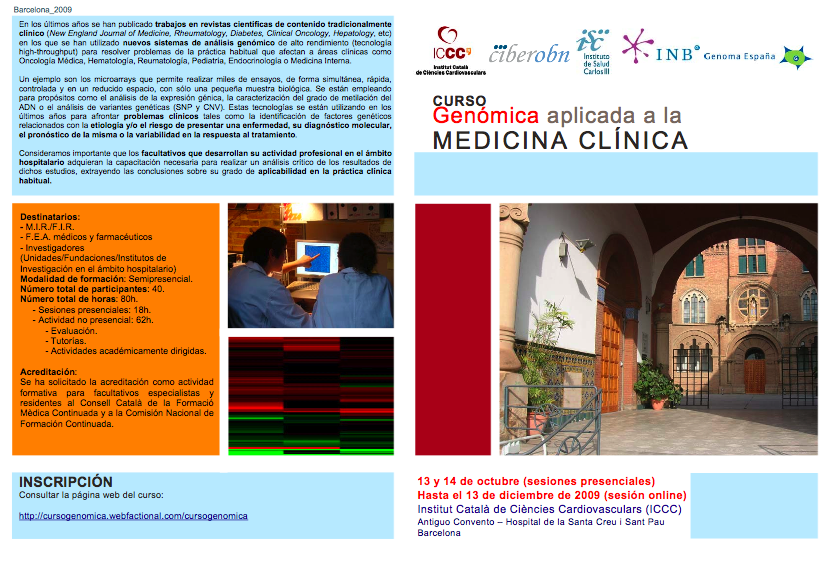 Barcelona_2009
En los últimos años se han publicado trabajos en revistas científicas de contenido tradicionalmente
clínico (New England Journal of Medicine, Rheumatology, Diabetes, Clinical Oncology, Hepatology, etc)
en los que se han utilizado nuevos sistemas de análisis genómico de alto rendimiento (tecnología
high-throughput) para resolver problemas de la práctica habitual que afectan a áreas clínicas como
Oncología Médica, Hematología, Reumatología, Pediatría, Endocrinología o Medicina Interna.
Un ejemplo son los microarrays que permite realizar miles de ensayos, de forma simultánea, rápida,
controlada y en un reducido espacio, con sólo una pequeña muestra biológica. Se están empleando
para propósitos como el análisis de la expresión génica, la caracterización del grado de metilación del
ADN o el análisis de variantes genéticas (SNP y CNV). Estas tecnologías se están utilizando en los
últimos años para afrontar problemas clínicos tales como la identificación de factores genéticos
relacionados con la etiología y/o el riesgo de presentar una enfermedad, su diagnóstico molecular,
el pronóstico de la misma o la variabilidad en la respuesta al tratamiento.
Consideramos importante que los facultativos que desarrollan su actividad profesional en el ámbito
hospitalario adquieran la capacitación necesaria para realizar un análisis crítico de los resultados de
dichos estudios, extrayendo las conclusiones sobre su grado de aplicabilidad en la práctica clínica
habitual.
Destinatarios:
- M.I.R./F.I.R.
- F.E.A. médicos y farmacéuticos
- Investigadores
(Unidades/Fundaciones/Institutos de
Investigación en el ámbito hospitalario)
Modalidad de formación: Semipresencial.
Número total de participantes: 40.
Número total de horas: 80h.
- Sesiones presenciales: 18h.
- Actividad no presencial: 62h.
- Evaluación.
- Tutorías.
- Actividades académicamente dirigidas.
Acreditación:
Se ha solicitado la acreditación como actividad
formativa para facultativos especialistas y
residentes al Consell Català de la Formació
Mèdica Continuada y a la Comisión Nacional de
Formación Continuada.
INSCRIPCIÓN
Consultar la página web del curso:
http://cursogenomica.webfactional.com/cursogenomica
ICCC
Institut Català
de Ciències Cardiovasculars
ciberobn
isc
Instituto
de Salud
Carlos III
INB
Genoma España
CURSO
Genómica aplicada a la
MEDICINA CLÍNICA
13 y 14 de octubre (sesiones presenciales)
Hasta el 13 de diciembre de 2009 (sesión online)
Institut Català de Ciències Cardiovasculars (ICCC)
Antiguo Convento – Hospital de la Santa Creu i Sant Pau
Barcelona